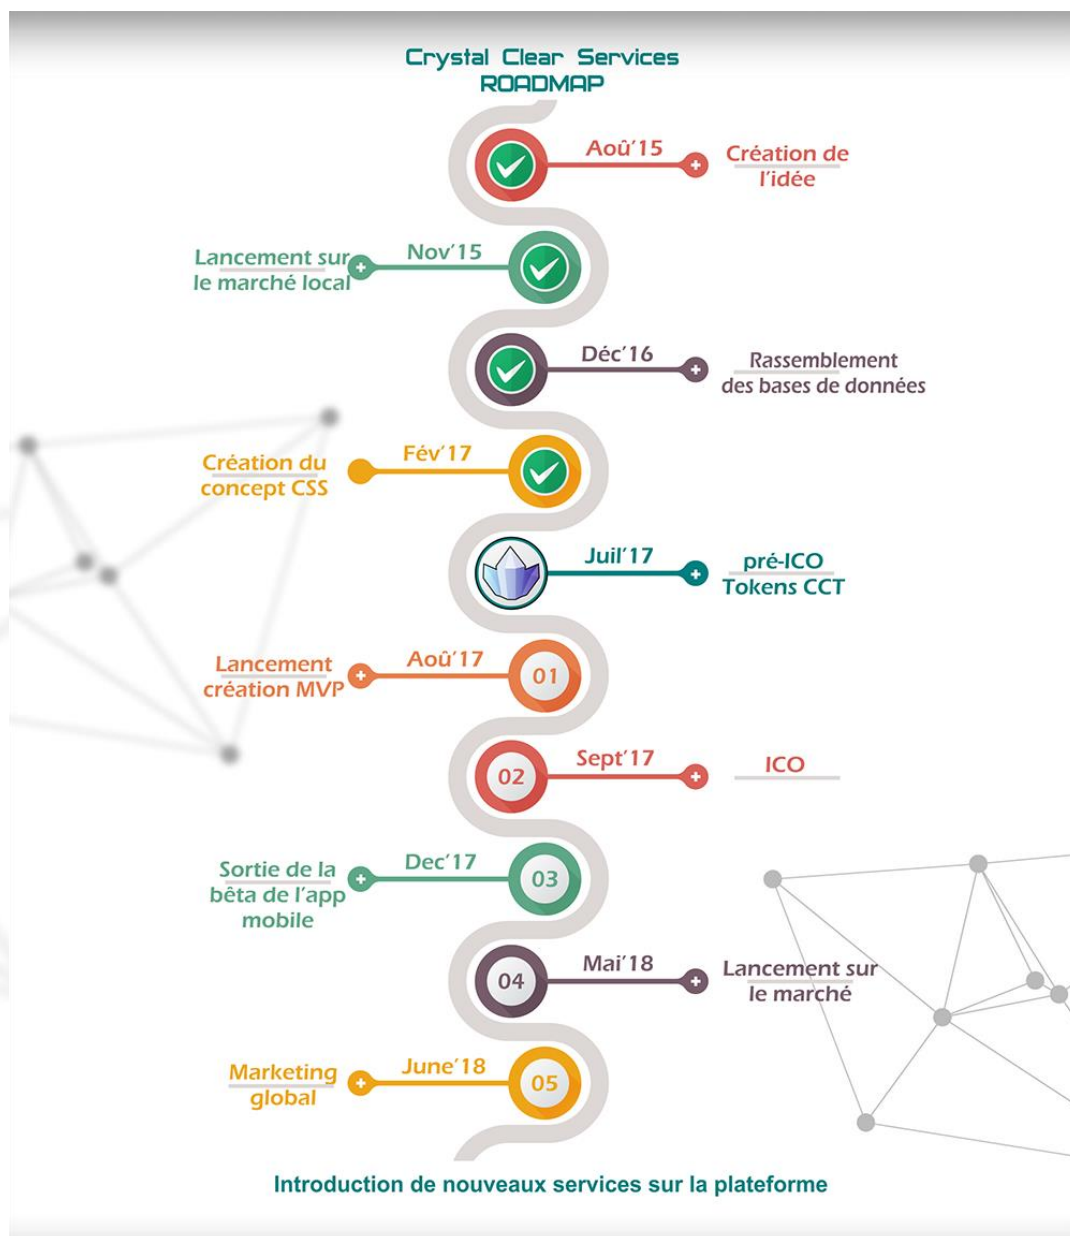 Crystal Clear Services
ROADMAP
Aoû'15
Création de
l'idée
Nov'15
Lancement sur
le marché local
Déc'16
Rassemblement
des bases de données
Fév'17
Création du
concept CSS
Juil'17
pré-ICO
Tokens CCT
Aoû'17
Lancement
création MVP
01
Sept'17
ICO
02
Dec'17
Sortie de la
bêta de l'app
mobile
03
Mai'18
Lancement sur
le marché
04
June'18
Marketing
global
05
Introduction de nouveaux services sur la plateforme